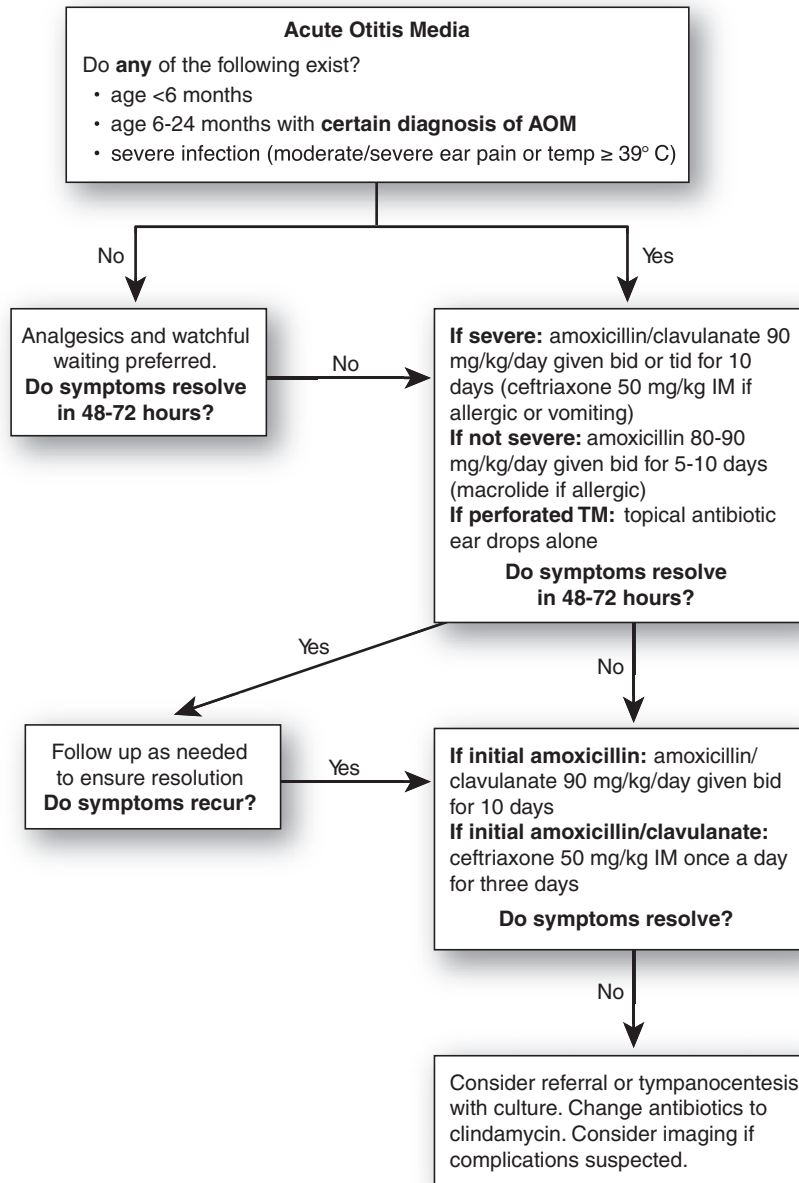 Acute Otitis Media
Do any of the following exist?
• age <6 months
• age 6-24 months with certain diagnosis of AOM
• severe infection (moderate/severe ear pain or temp ≥ 39° C)
No
Yes
Analgesics and watchful
waiting preferred.
Do symptoms resolve
in 48-72 hours?
No
If severe: amoxicillin/clavulanate 90
mg/kg/day given bid or tid for 10
days (ceftriaxone 50 mg/kg IM if
allergic or vomiting)
If not severe: amoxicillin 80-90
mg/kg/day given bid for 5-10 days
(macrolide if allergic)
If perforated TM: topical antibiotic
ear drops alone
Do symptoms resolve
in 48-72 hours?
Yes
No
Follow up as needed
to ensure resolution
Do symptoms recur?
Yes
If initial amoxicillin: amoxicillin/
clavulanate 90 mg/kg/day given bid
for 10 days
If initial amoxicillin/clavulanate:
ceftriaxone 50 mg/kg IM once a day
for three days
Do symptoms resolve?
No
Consider referral or tympanocentesis
with culture. Change antibiotics to
clindamycin. Consider imaging if
complications suspected.